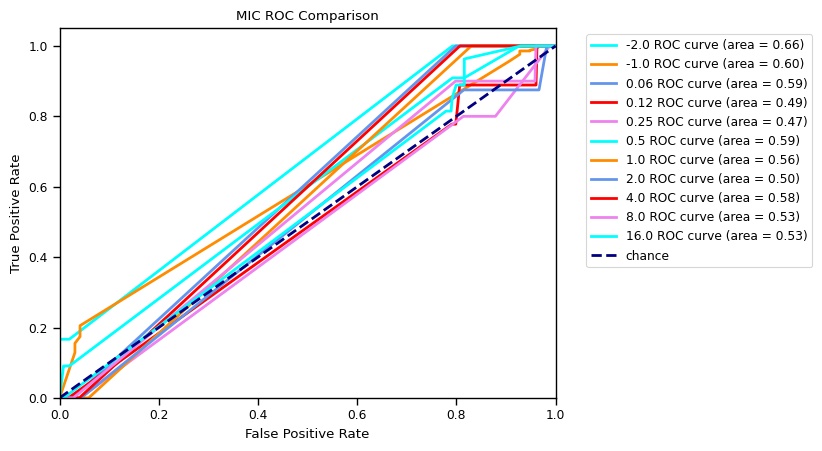 MIC ROC Comparison
True Positive Rate
1.0
0.8
0.6
0.4
0.2
0.0
0.0 0.2 0.4 0.6 0.8 1.0
False Positive Rate
-2.0 ROC curve (area = 0.66)
-1.0 ROC curve (area = 0.60)
0.06 ROC curve (area = 0.59)
0.12 ROC curve (area = 0.49)
0.25 ROC curve (area = 0.47)
0.5 ROC curve (area = 0.59)
1.0 ROC curve (area = 0.56)
2.0 ROC curve (area = 0.50)
4.0 ROC curve (area = 0.58)
8.0 ROC curve (area = 0.53)
16.0 ROC curve (area = 0.53)
chance